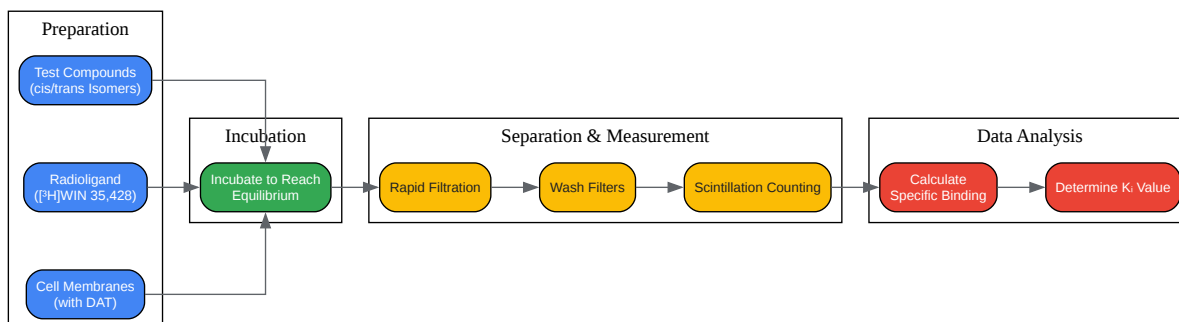 Preparation
Test Compounds
(cis/trans Isomers)
Radioligand
([³H]WIN 35,428)
Cell Membranes
(with DAT)
Incubation
Incubate to Reach
Equilibrium
Separation & Measurement
Rapid Filtration
Wash Filters
Scintillation Counting
Data Analysis
Calculate
Specific Binding
Determine Kᵢ Value